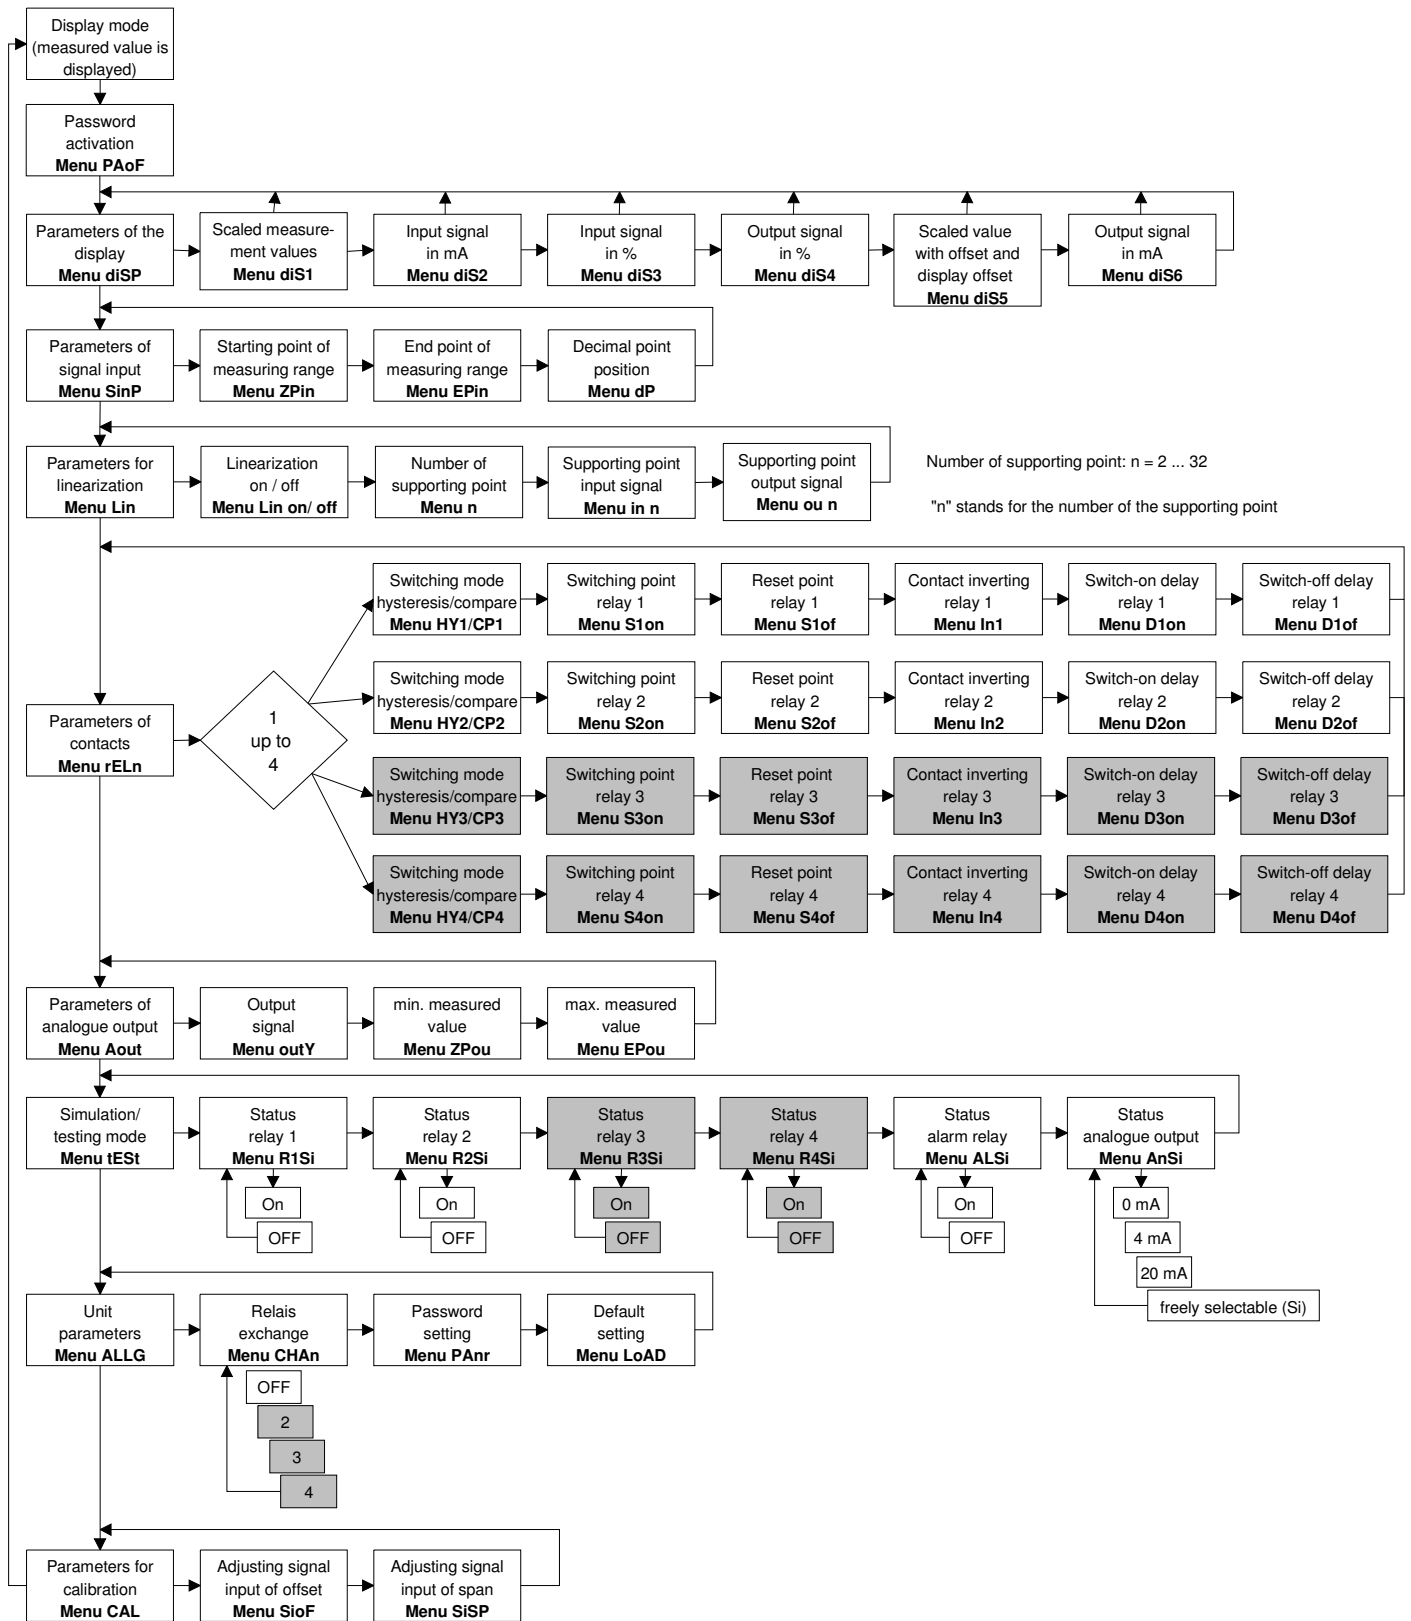 Display mode
(measured value is
displayed)
Password
activation
Menu PAoF
Parameters of the
display
Menu diSP
Scaled measure-
ment values
Menu diS1
Input signal
in mA
Menu diS2
Input signal
in %
Menu diS3
Output signal
in %
Menu diS4
Scaled value
with offset and
display offset
Menu diS5
Output signal
in mA
Menu diS6
Parameters of
signal input
Menu SinP
Starting point of
measuring range
Menu ZPin
End point of
measuring range
Menu EPin
Decimal point
position
Menu dP
Parameters for
linearization
Menu Lin
Linearization
on / off
Menu Lin on/ off
Number of
supporting point
Menu n
Supporting point
input signal
Menu in n
Supporting point
output signal
Menu ou n
Number of supporting point: n = 2 ... 32
"n" stands for the number of the supporting point
Parameters of
contacts
Menu rELn
1
up to
4
Switching mode
hysteresis/compare
Menu HY1/CP1
Switching point
relay 1
Menu S1on
Reset point
relay 1
Menu S1of
Contact inverting
relay 1
Menu In1
Switch-on delay
relay 1
Menu D1on
Switch-off delay
relay 1
Menu D1of
Switching mode
hysteresis/compare
Menu HY2/CP2
Switching point
relay 2
Menu S2on
Reset point
relay 2
Menu S2of
Contact inverting
relay 2
Menu In2
Switch-on delay
relay 2
Menu D2on
Switch-off delay
relay 2
Menu D2of
Switching mode
hysteresis/compare
Menu HY3/CP3
Switching point
relay 3
Menu S3on
Reset point
relay 3
Menu S3of
Contact inverting
relay 3
Menu In3
Switch-on delay
relay 3
Menu D3on
Switch-off delay
relay 3
Menu D3of
Switching mode
hysteresis/compare
Menu HY4/CP4
Switching point
relay 4
Menu S4on
Reset point
relay 4
Menu S4of
Contact inverting
relay 4
Menu In4
Switch-on delay
relay 4
Menu D4on
Switch-off delay
relay 4
Menu D4of
Parameters of
analogue output
Menu Aout
Output
signal
Menu outY
min. measured
value
Menu ZPou
max. measured
value
Menu EPou
Simulation/
testing mode
Menu tESt
Status
relay 1
Menu R1Si
On
OFF
Status
relay 2
Menu R2Si
On
OFF
Status
relay 3
Menu R3Si
On
OFF
Status
relay 4
Menu R4Si
On
OFF
Status
alarm relay
Menu ALSi
On
OFF
Status
analogue output
Menu AnSi
0 mA
4 mA
20 mA
freely selectable (Si)
Unit
parameters
Menu ALLG
Relais
exchange
Menu CHAn
OFF
2
3
4
Password
setting
Menu PAnr
Default
setting
Menu LoAD
Parameters for
calibration
Menu CAL
Adjusting signal
input of offset
Menu SioF
Adjusting signal
input of span
Menu SiSP